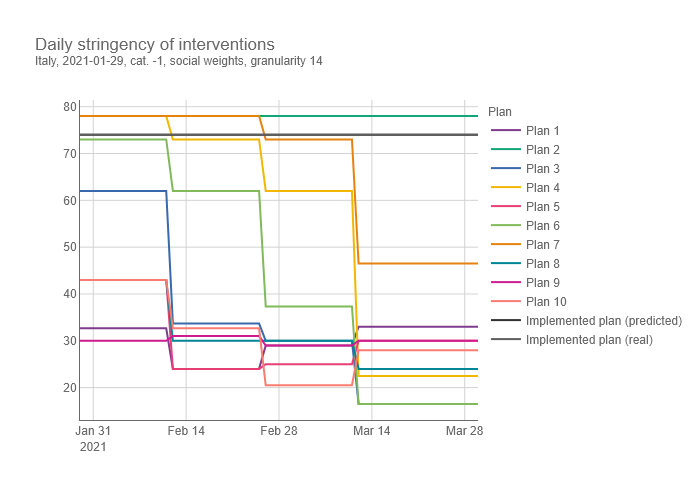 Daily stringency of interventions
Italy, 2021-01-29, cat. -1, social weights, granularity 14
80
70
60
50
40
30
20
Jan 31
2021
Feb 14
Feb 28
Mar 14
Mar 28
Plan
Plan 1
Plan 2
Plan 3
Plan 4
Plan 5
Plan 6
Plan 7
Plan 8
Plan 9
Plan 10
Implemented plan (predicted)
Implemented plan (real)